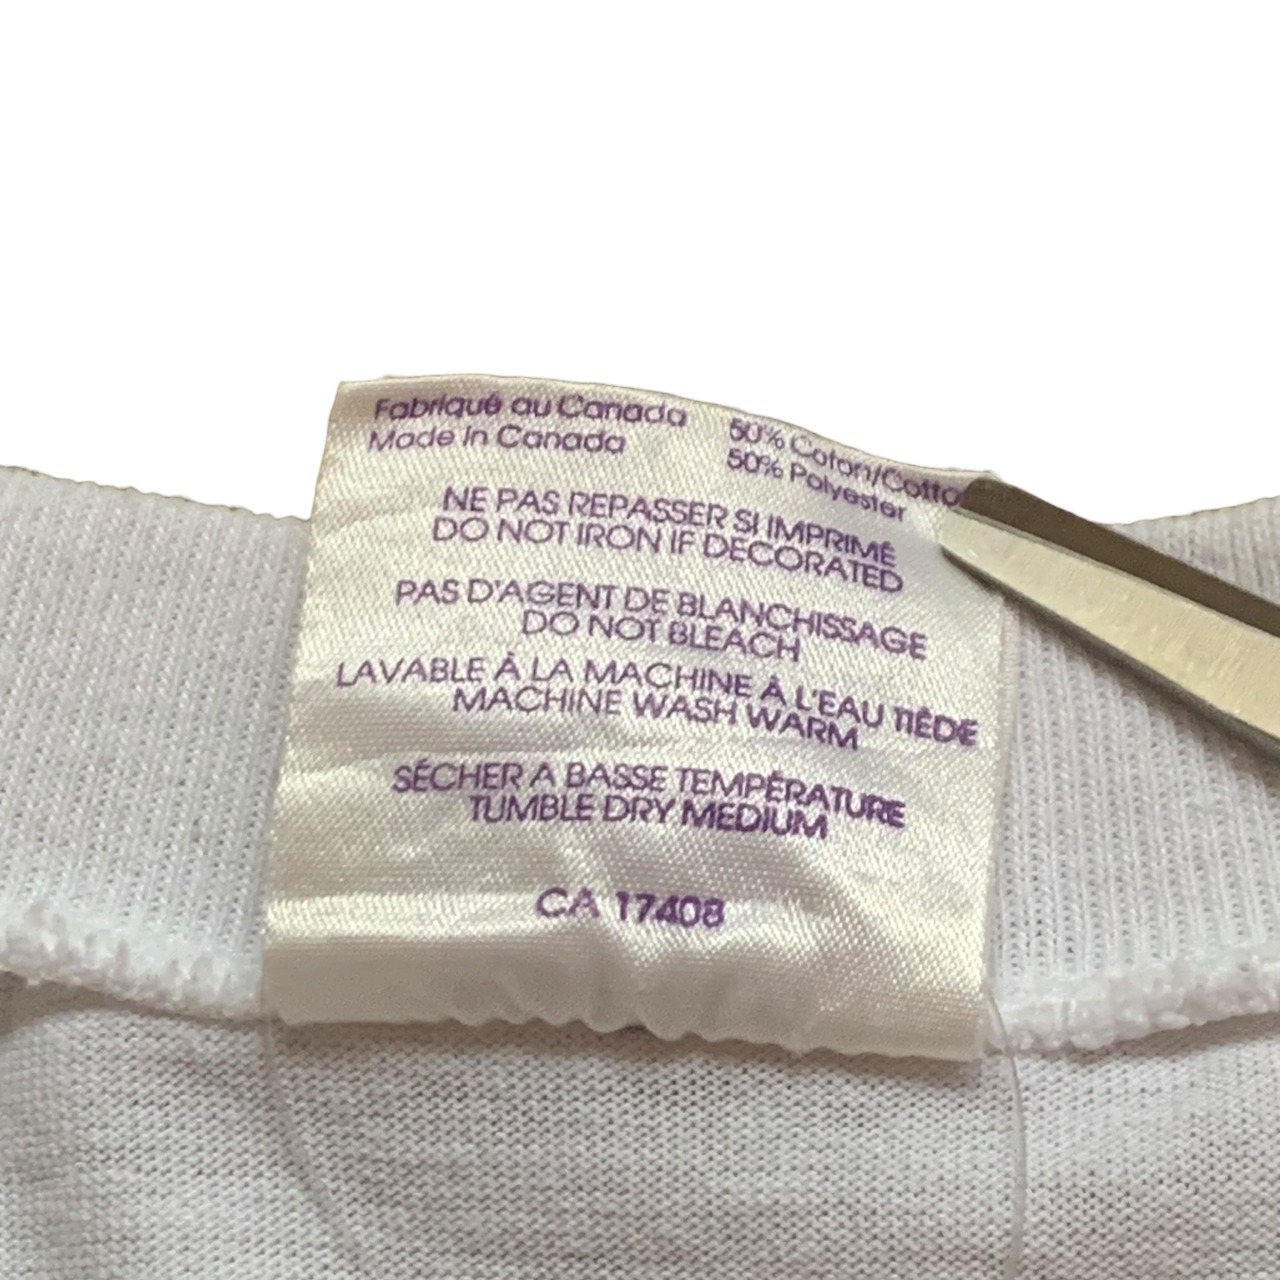 Fabriqué au Canada
Made in Canada
50% Coton/Cotto
50% Polyester
NE PAS REPASSER SI IMPRIMÉ
DO NOT IRON IF DECORATED
PAS D'AGENT DE BLANCHISSAGE
DO NOT BLEACH
LAVABLE À LA MACHINE À L'EAU TIÈDE
MACHINE WASH WARM
SÉCHER A BASSE TEMPÉRATURE
TUMBLE DRY MEDIUM
CA 17408